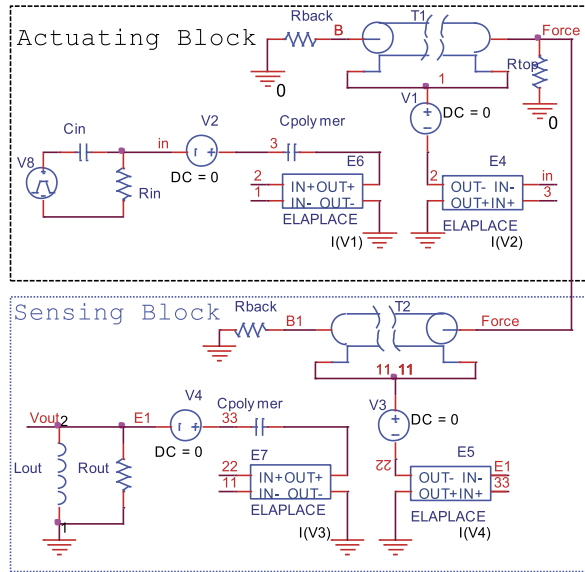 Actuating Block
Rback
B
T1
Force
Rtop
0
0
1
V1
DC = 0
Cin
in
V2
DC = 0
3
Cpolymer
V8
Rin
E6
2
1
IN+OUT+
IN- OUT-
ELAPLACE
I(V1)
E4
2
OUT- IN-
OUT+IN+
in
3
ELAPLACE
I(V2)
Sensing Block
Rback
B1
T2
Force
11 11
V3
DC = 0
Vout
2
E1
V4
DC = 0
33
Cpolymer
Lout
Rout
1
E7
22
11
IN+OUT+
IN- OUT-
ELAPLACE
I(V3)
E5
22
OUT- IN-
OUT+IN+
E1
33
ELAPLACE
I(V4)